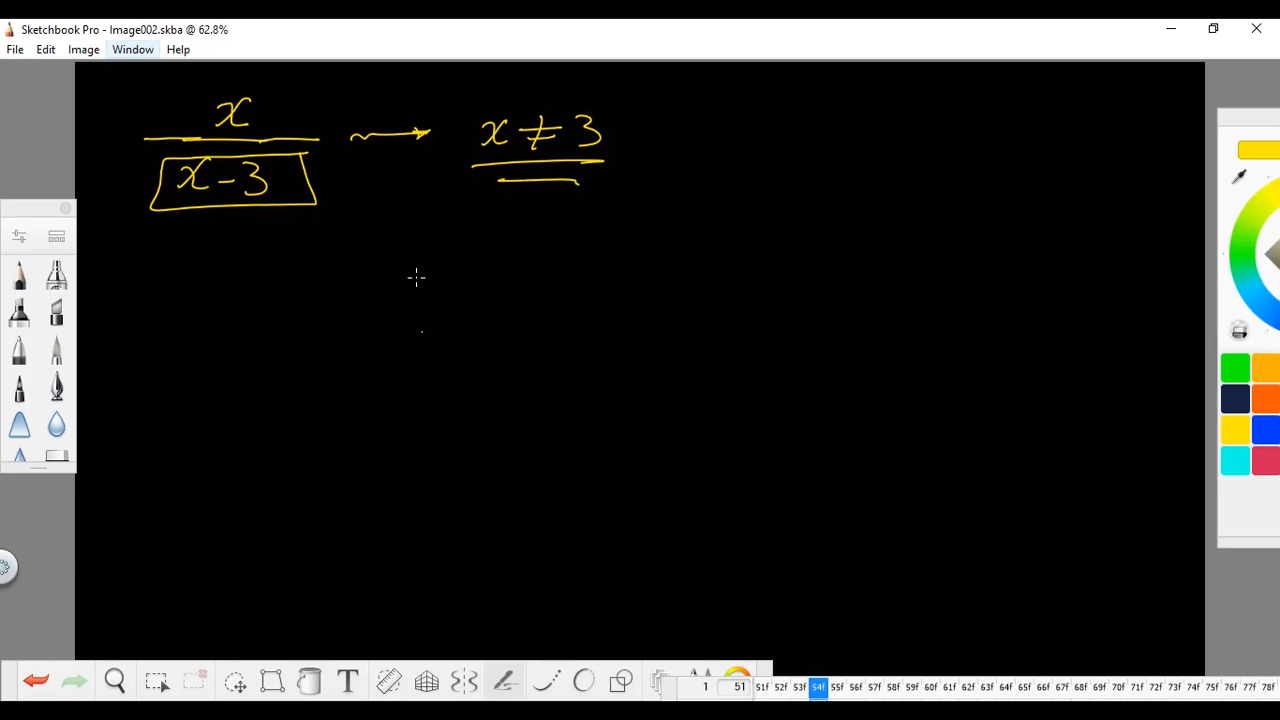 Sketchbook Pro - Image002.skba @ 62.8%
File Edit Image Window Help
x
x - 3
x ≠ 3
T
1 51 51f 52f 53f 54f 55f 56f 57f 58f 59f 60f 61f 62f 63f 64f 65f 66f 67f 68f 69f 70f 71f 72f 73f 74f 75f 76f 77f 78f